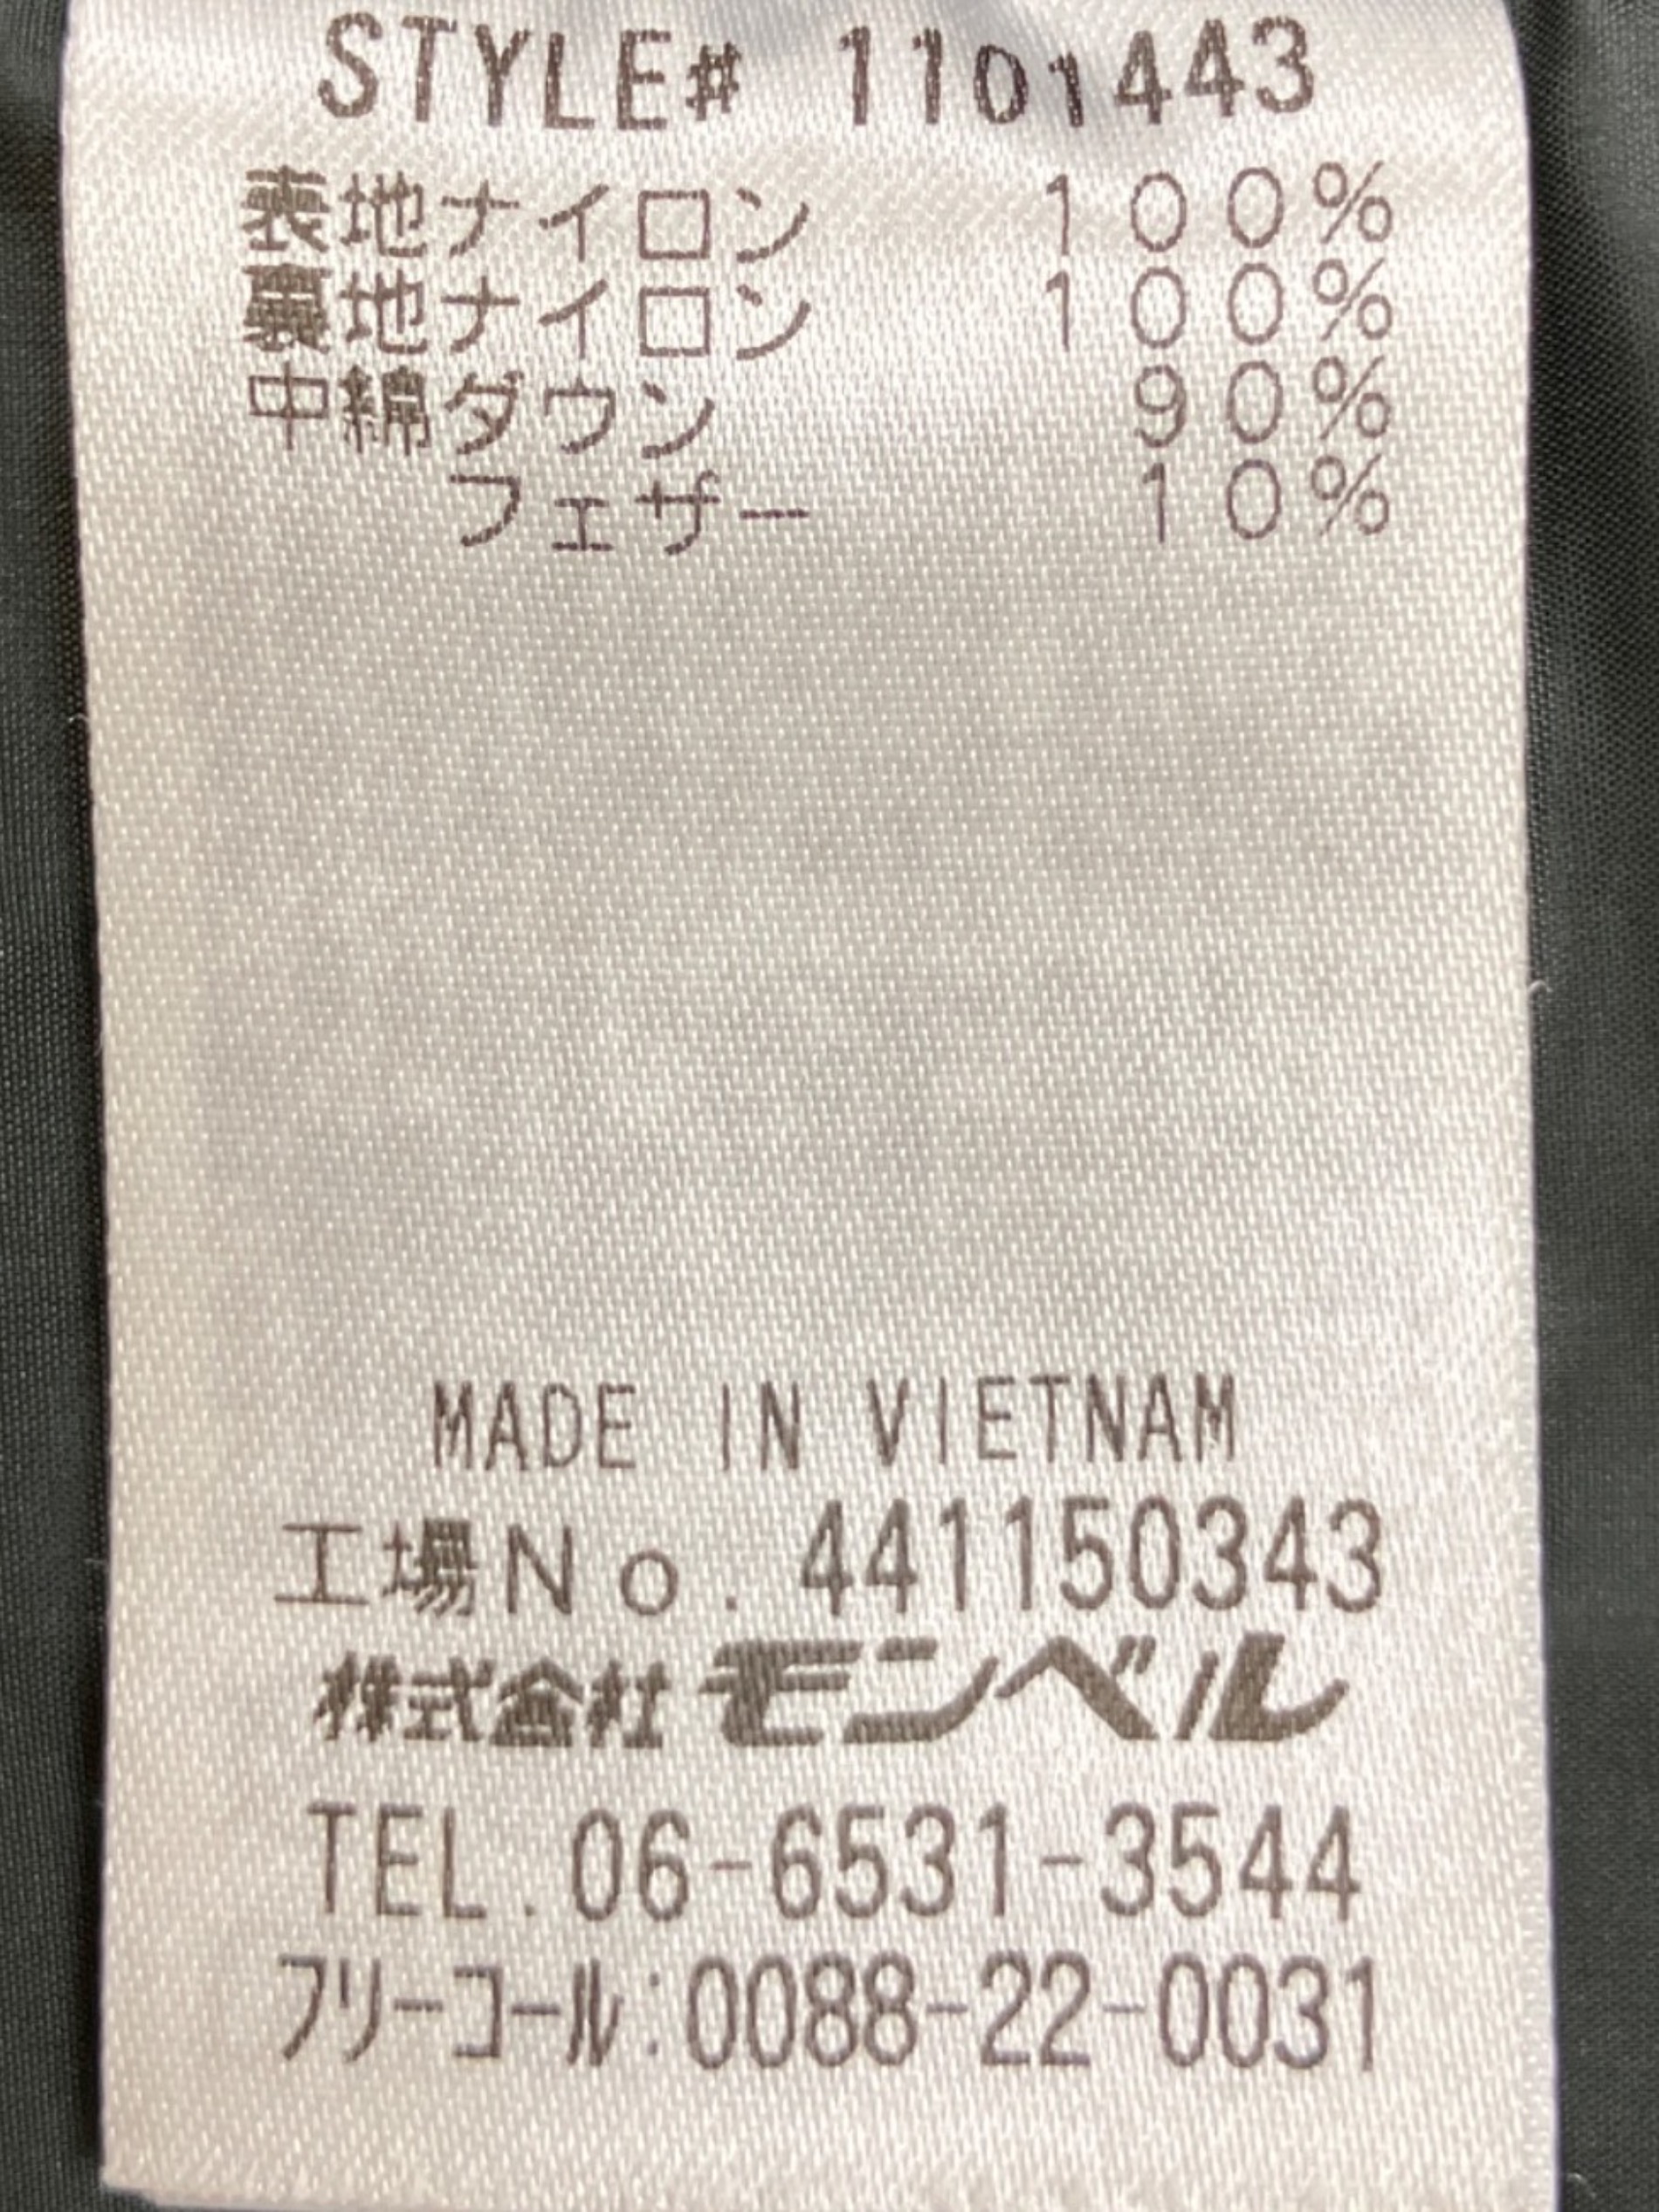 STYLE# 1101443
表地ナイロン 100%
裏地ナイロン 100%
中綿ダウン 90%
フェザー 10%
MADE IN VIETNAM
工場No. 441150343
株式会社モンベル
TEL. 06-6531-3544
フリーコール:0088-22-0031